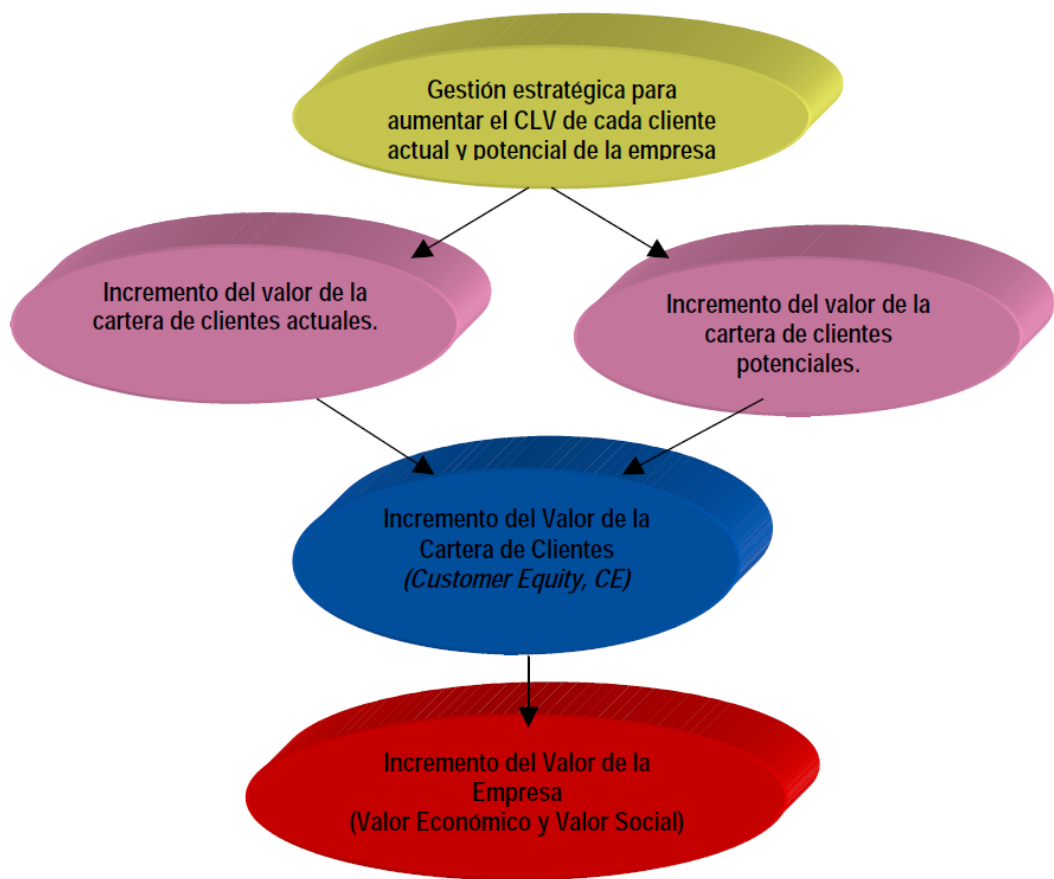 Gestión estratégica para
aumentar el CLV de cada cliente
actual y potencial de la empresa
Incremento del valor de la
cartera de clientes actuales.
Incremento del valor de la
cartera de clientes
potenciales.
Incremento del Valor de la
Cartera de Clientes
(Customer Equity, CE)
Incremento del Valor de la
Empresa
(Valor Económico y Valor Social)